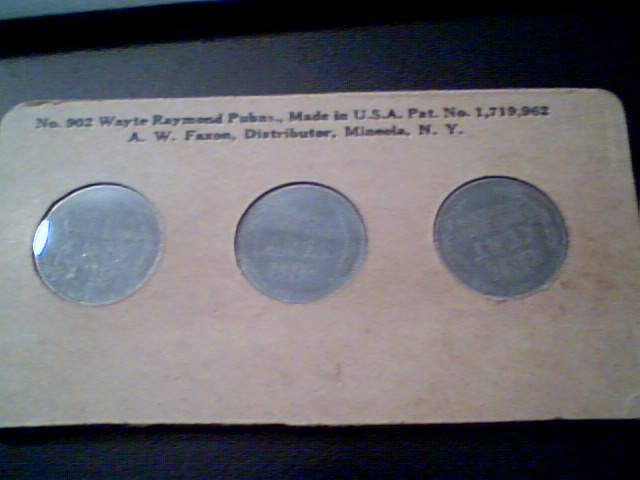 No. 902 Wayte Raymond Pubns., Made in U.S.A. Pat. No. 1,719,962
A. W. Faxon, Distributor, Mineola, N. Y.